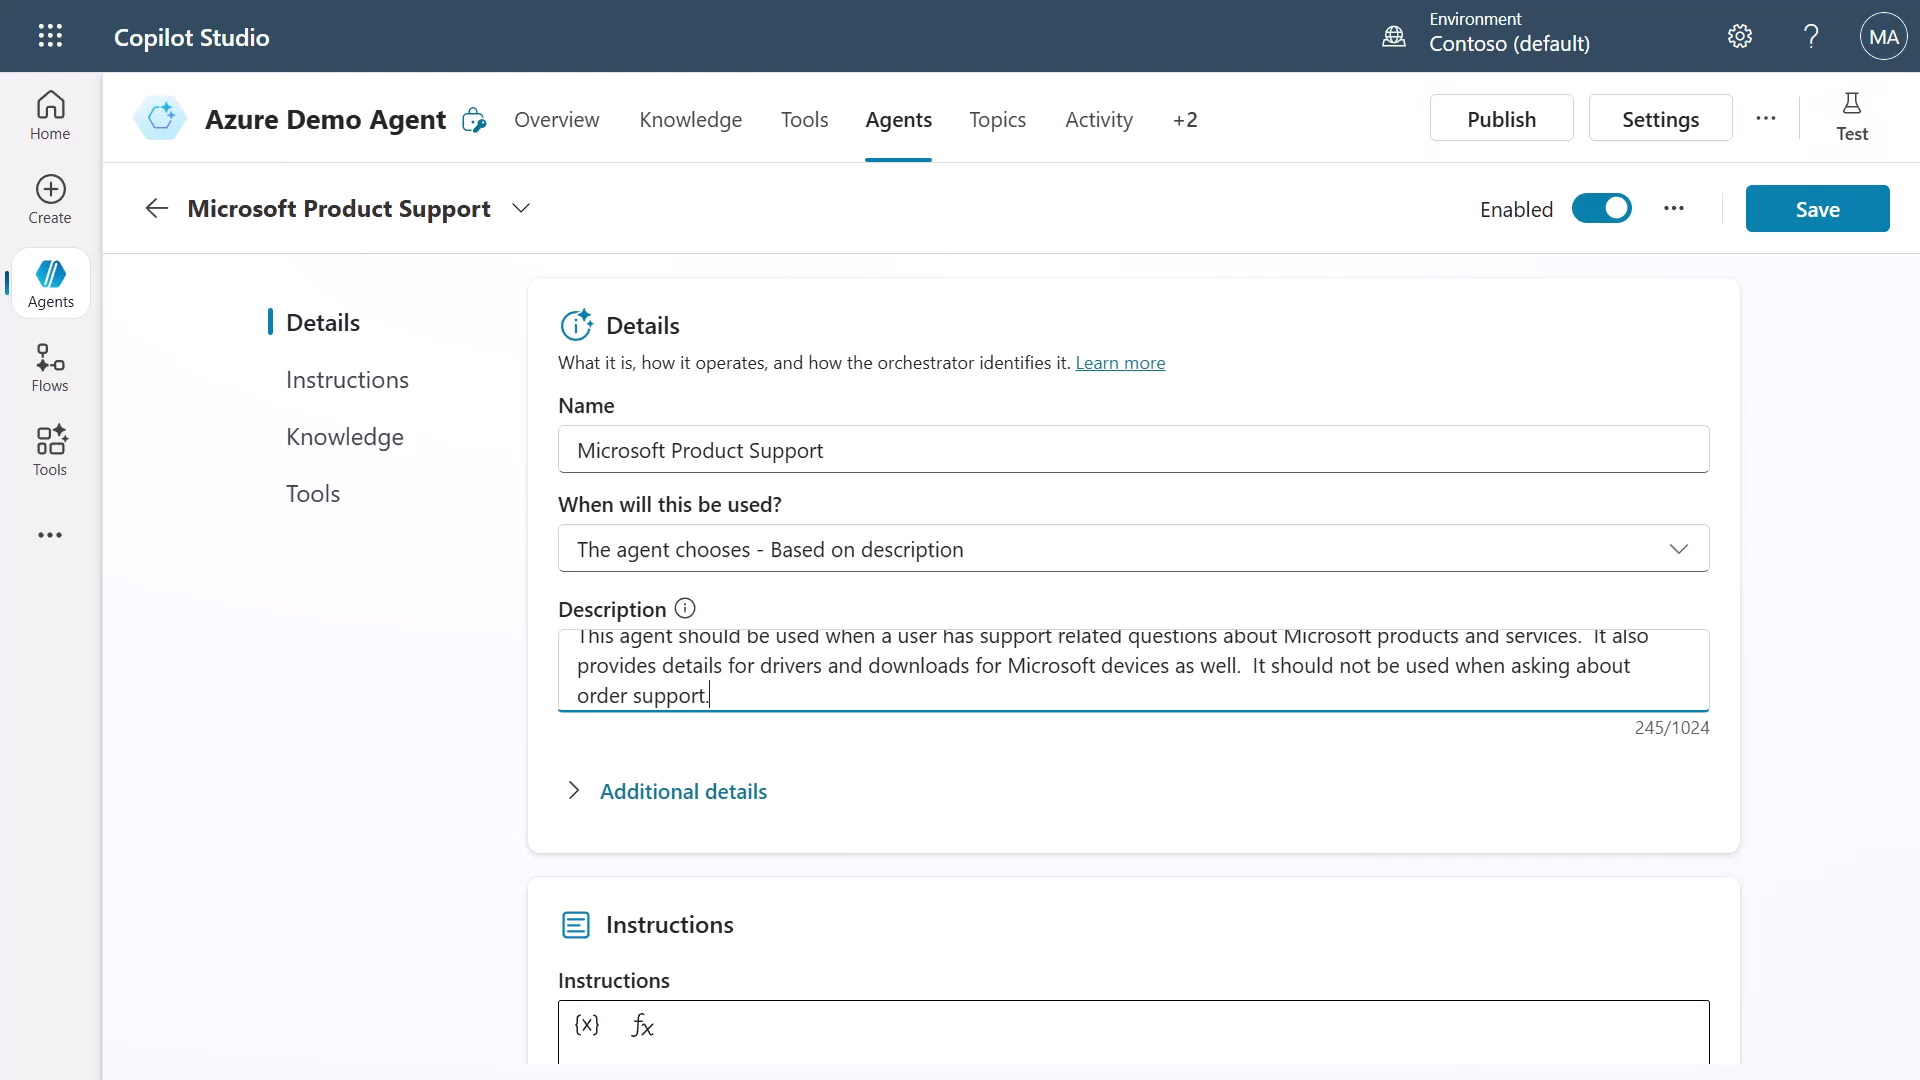 Copilot Studio
Environment
Contoso (default)
MA
Home
Create
Agents
Flows
Tools
Azure Demo Agent
Overview
Knowledge
Tools
Agents
Topics
Activity
+2
Publish
Settings
Test
Microsoft Product Support
Enabled
Save
Details
Instructions
Knowledge
Tools
Details
What it is, how it operates, and how the orchestrator identifies it. Learn more
Name
Microsoft Product Support
When will this be used?
The agent chooses - Based on description
Description
This agent should be used when a user has support related questions about Microsoft products and services.  It also
provides details for drivers and downloads for Microsoft devices as well.  It should not be used when asking about
order support.
245/1024
Additional details
Instructions
Instructions
{x} fx